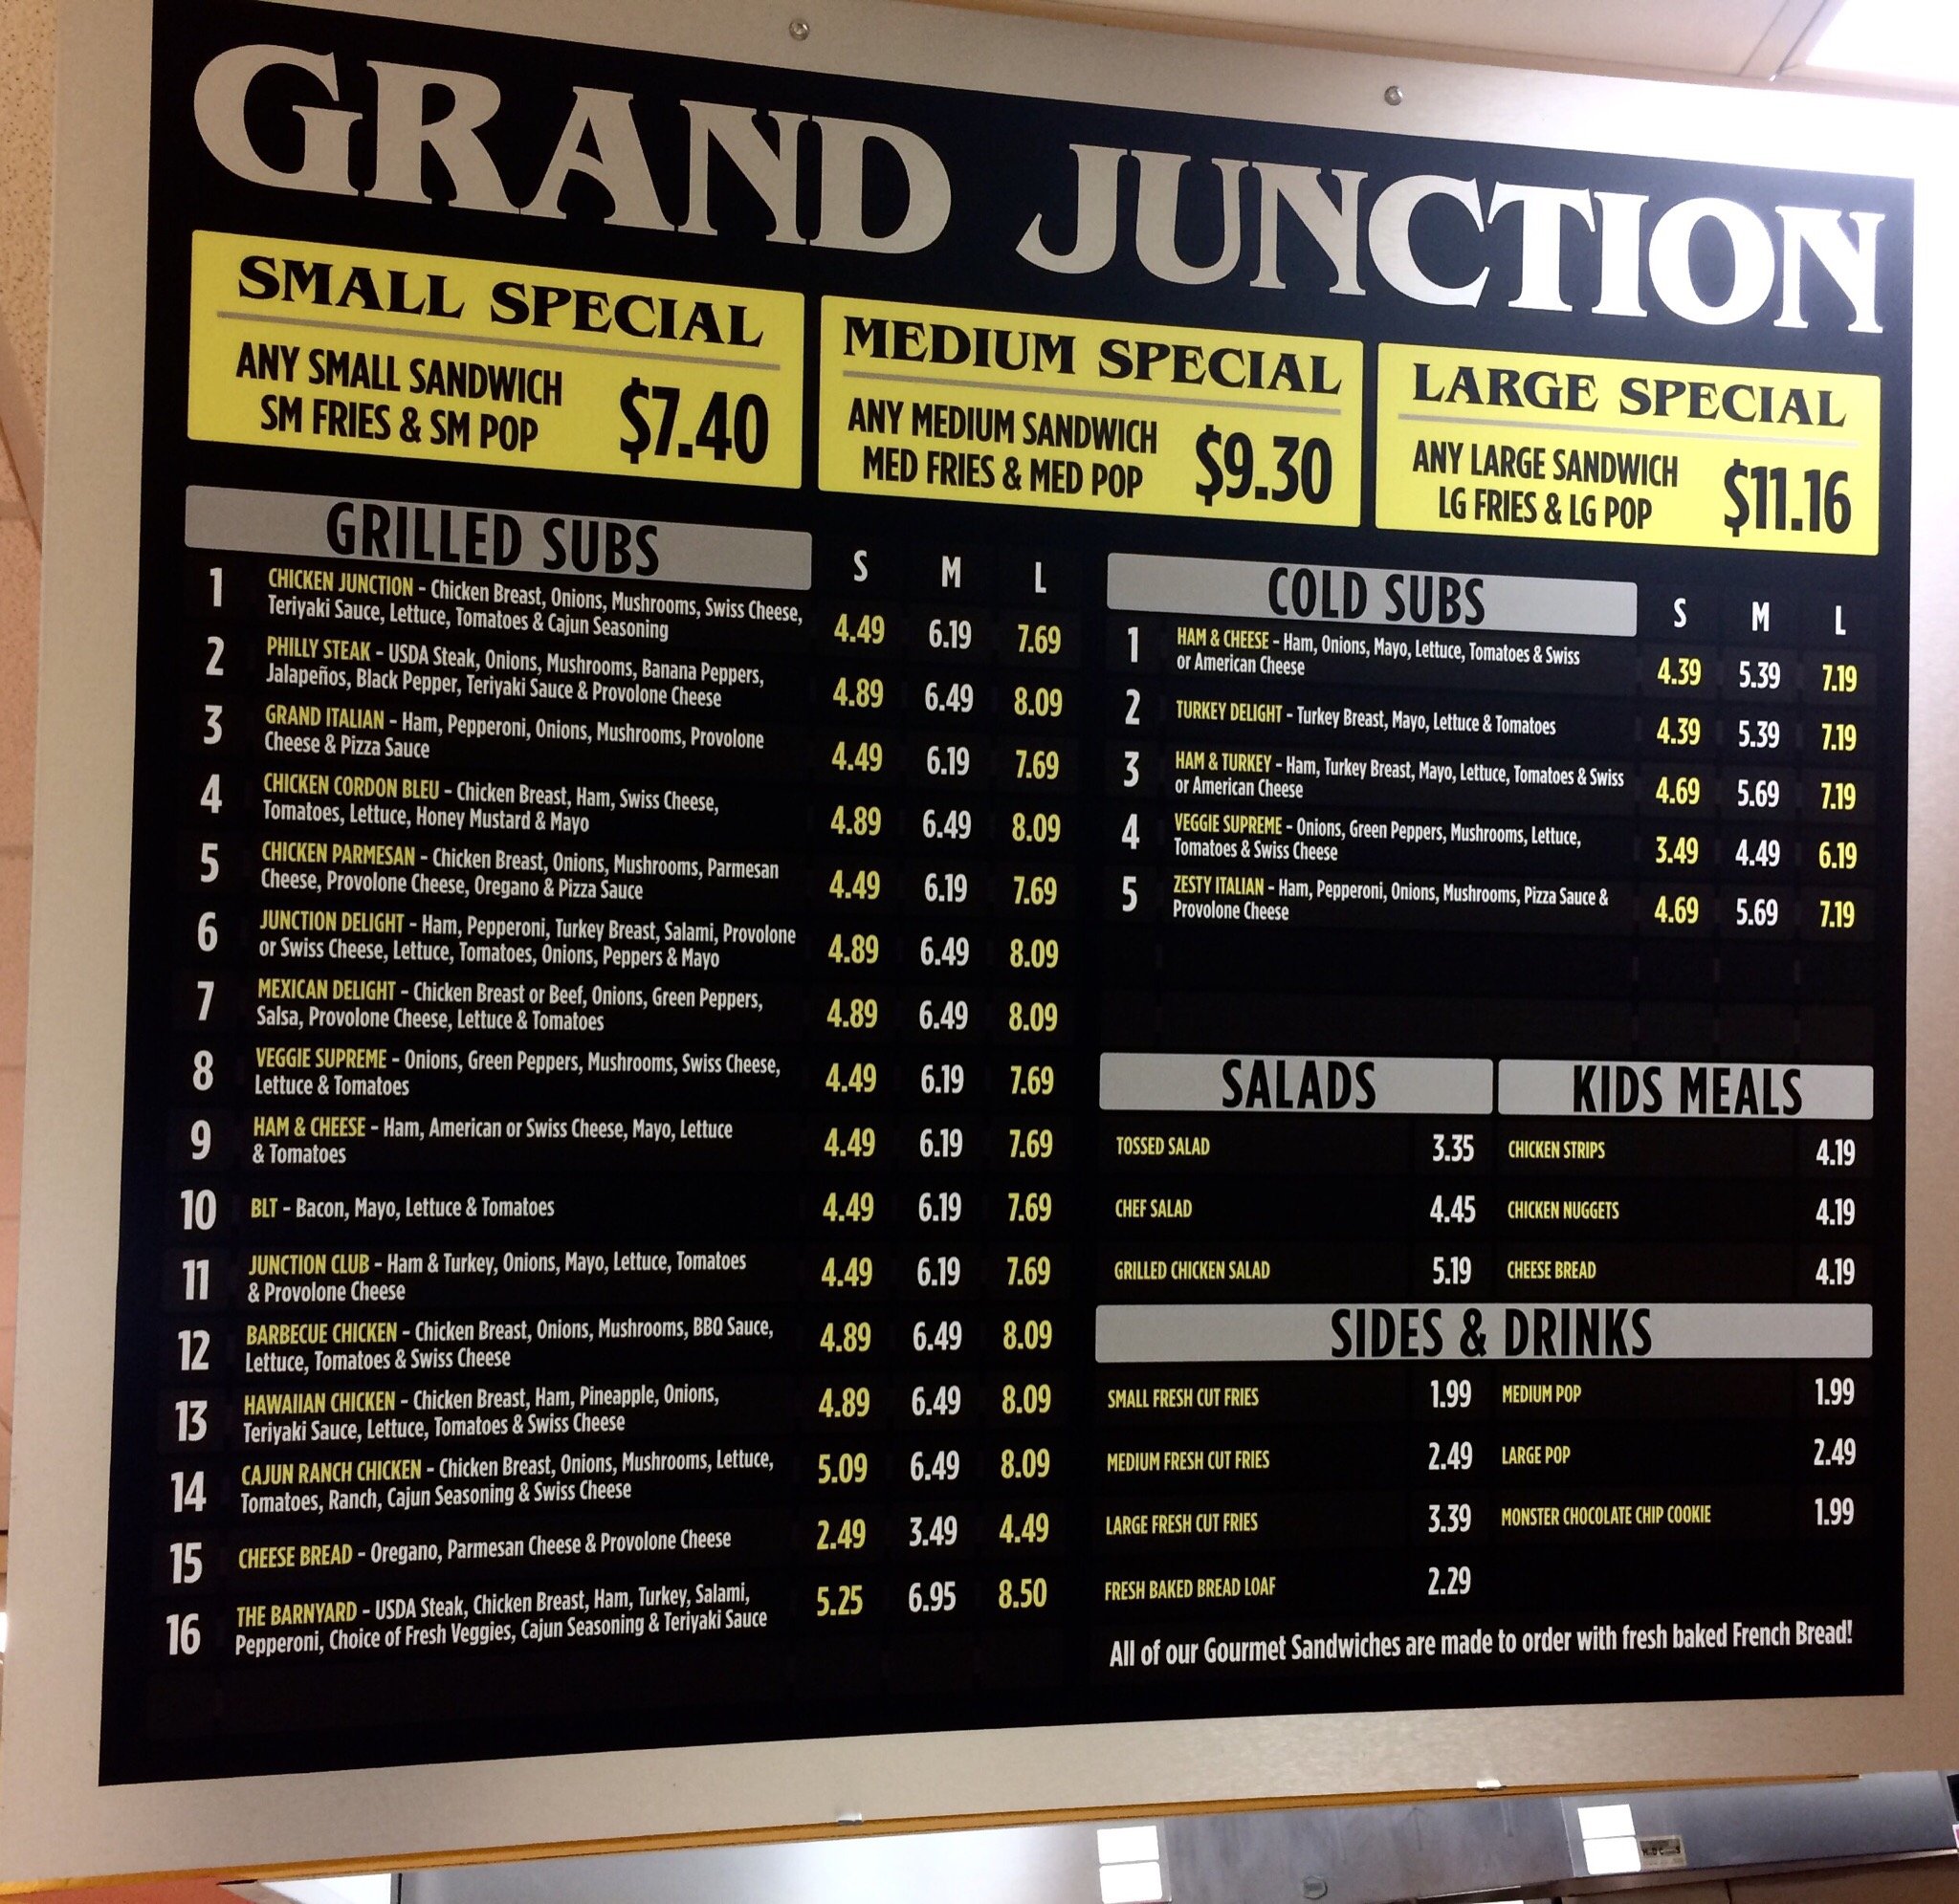 GRAND JUNCTION
SMALL SPECIAL
ANY SMALL SANDWICH
SM FRIES & SM POP
$7.40
MEDIUM SPECIAL
ANY MEDIUM SANDWICH
MED FRIES & MED POP
$9.30
LARGE SPECIAL
ANY LARGE SANDWICH
LG FRIES & LG POP
$11.16
GRILLED SUBS S M L
1 CHICKEN JUNCTION – Chicken Breast, Onions, Mushrooms, Swiss Cheese,
Teriyaki Sauce, Lettuce, Tomatoes & Cajun Seasoning 4.49 6.19 7.69
2 PHILLY STEAK – USDA Steak, Onions, Mushrooms, Banana Peppers,
Jalapeños, Black Pepper, Teriyaki Sauce & Provolone Cheese 4.89 6.49 8.09
3 GRAND ITALIAN – Ham, Pepperoni, Onions, Mushrooms, Provolone
Cheese & Pizza Sauce 4.49 6.19 7.69
4 CHICKEN CORDON BLEU – Chicken Breast, Ham, Swiss Cheese,
Tomatoes, Lettuce, Honey Mustard & Mayo 4.89 6.49 8.09
5 CHICKEN PARMESAN – Chicken Breast, Onions, Mushrooms, Parmesan
Cheese, Provolone Cheese, Oregano & Pizza Sauce 4.49 6.19 7.69
6 JUNCTION DELIGHT – Ham, Pepperoni, Turkey Breast, Salami, Provolone
or Swiss Cheese, Lettuce, Tomatoes, Onions, Peppers & Mayo 4.89 6.49 8.09
7 MEXICAN DELIGHT – Chicken Breast or Beef, Onions, Green Peppers,
Salsa, Provolone Cheese, Lettuce & Tomatoes 4.89 6.49 8.09
8 VEGGIE SUPREME – Onions, Green Peppers, Mushrooms, Swiss Cheese,
Lettuce & Tomatoes 4.49 6.19 7.69
9 HAM & CHEESE – Ham, American or Swiss Cheese, Mayo, Lettuce
& Tomatoes 4.49 6.19 7.69
10 BLT – Bacon, Mayo, Lettuce & Tomatoes 4.49 6.19 7.69
11 JUNCTION CLUB – Ham & Turkey, Onions, Mayo, Lettuce, Tomatoes
& Provolone Cheese 4.49 6.19 7.69
12 BARBECUE CHICKEN – Chicken Breast, Onions, Mushrooms, BBQ Sauce,
Lettuce, Tomatoes & Swiss Cheese 4.89 6.49 8.09
13 HAWAIIAN CHICKEN – Chicken Breast, Ham, Pineapple, Onions,
Teriyaki Sauce, Lettuce, Tomatoes & Swiss Cheese 4.89 6.49 8.09
14 CAJUN RANCH CHICKEN – Chicken Breast, Onions, Mushrooms, Lettuce,
Tomatoes, Ranch, Cajun Seasoning & Swiss Cheese 5.09 6.49 8.09
15 CHEESE BREAD – Oregano, Parmesan Cheese & Provolone Cheese 2.49 3.49 4.49
16 THE BARNYARD – USDA Steak, Chicken Breast, Ham, Turkey, Salami,
Pepperoni, Choice of Fresh Veggies, Cajun Seasoning & Teriyaki Sauce 5.25 6.95 8.50
COLD SUBS S M L
1 HAM & CHEESE – Ham, Onions, Mayo, Lettuce, Tomatoes & Swiss
or American Cheese 4.39 5.39 7.19
2 TURKEY DELIGHT – Turkey Breast, Mayo, Lettuce & Tomatoes 4.39 5.39 7.19
3 HAM & TURKEY – Ham, Turkey Breast, Mayo, Lettuce, Tomatoes & Swiss
or American Cheese 4.69 5.69 7.19
4 VEGGIE SUPREME – Onions, Green Peppers, Mushrooms, Lettuce,
Tomatoes & Swiss Cheese 3.49 4.49 6.19
5 ZESTY ITALIAN – Ham, Pepperoni, Onions, Mushrooms, Pizza Sauce &
Provolone Cheese 4.69 5.69 7.19
SALADS
TOSSED SALAD 3.35
CHEF SALAD 4.45
GRILLED CHICKEN SALAD 5.19
KIDS MEALS
CHICKEN STRIPS 4.19
CHICKEN NUGGETS 4.19
CHEESE BREAD 4.19
SIDES & DRINKS
SMALL FRESH CUT FRIES 1.99
MEDIUM FRESH CUT FRIES 2.49
LARGE FRESH CUT FRIES 3.39
FRESH BAKED BREAD LOAF 2.29
MEDIUM POP 1.99
LARGE POP 2.49
MONSTER CHOCOLATE CHIP COOKIE 1.99
All of our Gourmet Sandwiches are made to order with fresh baked French Bread!